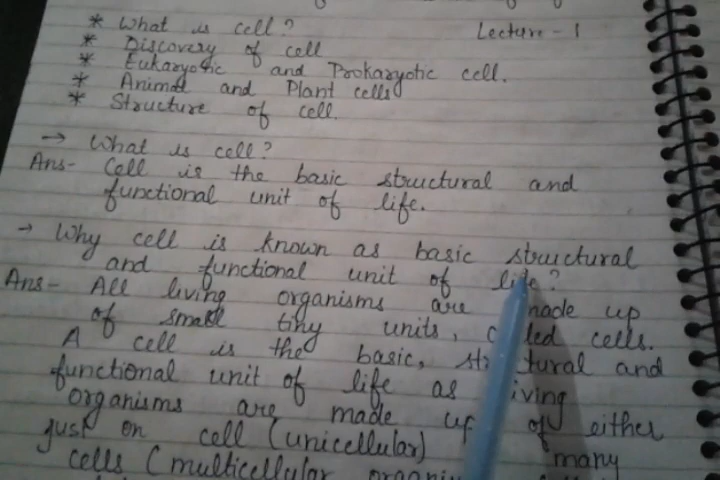 * What is cell? Lecture - 1
* Discovery of cell
* Eukaryotic and Prokaryotic cell.
* Animal and Plant cells
* Structure of cell.
→ What is cell?
Ans- Cell is the basic structural and
functional unit of life.
→ Why cell is known as basic structural
and functional unit of life?
Ans- All living organisms are made up
of small tiny units, called cells.
A cell is the basic, structural and
functional unit of life as living
organisms are made up of either
just on cell (unicellular) many
cells (multicellular